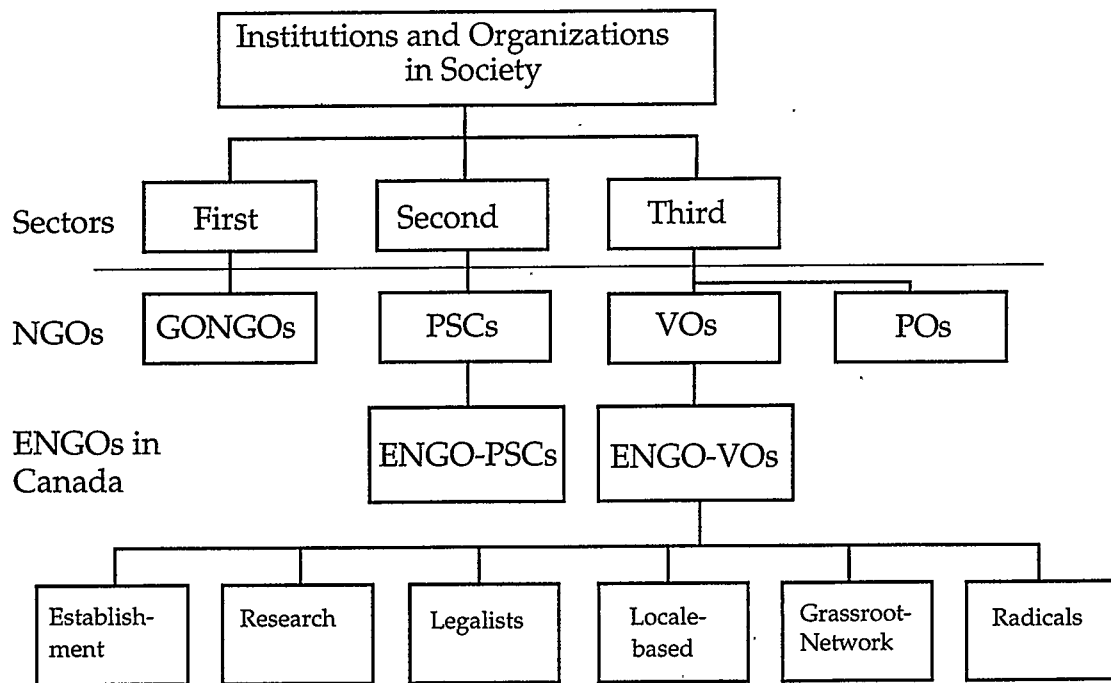 Institutions and Organizations
in Society
Sectors
First
Second
Third
NGOs
GONGOs
PSCs
VOs
POs
ENGOs in
Canada
ENGO-PSCs
ENGO-VOs
Establish-
ment
Research
Legalists
Locale-
based
Grassroot-
Network
Radicals